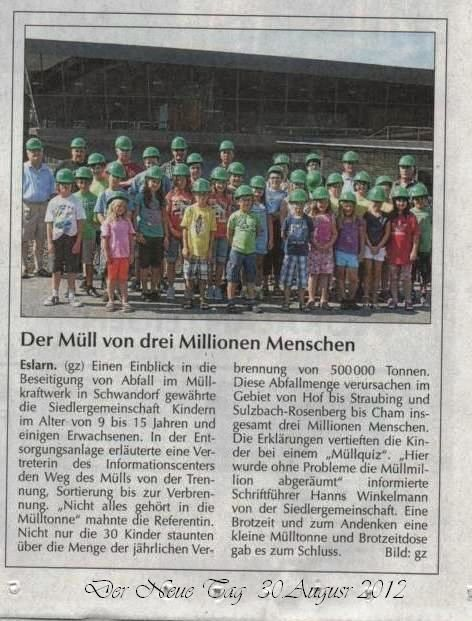 Der Müll von drei Millionen Menschen
Eslarn. (gz) Einen Einblick in die
Beseitigung von Abfall im Müll-
kraftwerk in Schwandorf gewährte
die Siedlergemeinschaft Kindern
im Alter von 9 bis 15 Jahren und
einigen Erwachsenen. In der Ent-
sorgungsanlage erläuterte eine Ver-
treterin des Informationscenters
den Weg des Mülls von der Tren-
nung, Sortierung bis zur Verbren-
nung. „Nicht alles gehört in die
Mülltonne“ mahnte die Referentin.
Nicht nur die 30 Kinder staunten
über die Menge der jährlichen Ver-
brennung von 500 000 Tonnen.
Diese Abfallmenge verursachen im
Gebiet von Hof bis Straubing und
Sulzbach-Rosenberg bis Cham ins-
gesamt drei Millionen Menschen.
Die Erklärungen vertieften die Kin-
der bei einem „Müllquiz“. „Hier
wurde ohne Probleme die Müllmil-
lion abgeräumt“ informierte
Schriftführer Hanns Winkelmann
von der Siedlergemeinschaft. Eine
Brotzeit und zum Andenken eine
kleine Mülltonne und Brotzeitdose
gab es zum Schluss. Bild: gz
Der Neue Tag 30 Augusr 2012